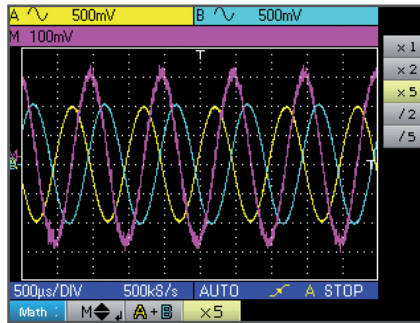 A 500mV B 500mV
M 100mV
T
×1
×2
×5
/2
/5
M
T
500µs/DIV 500kS/s AUTO A STOP
Math : M A+B ×5